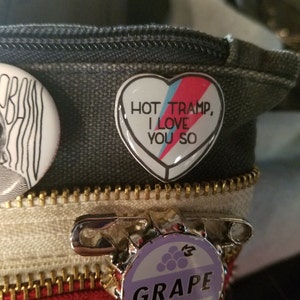 HOT TRAMP,
I LOVE
YOU SO
GRAPE